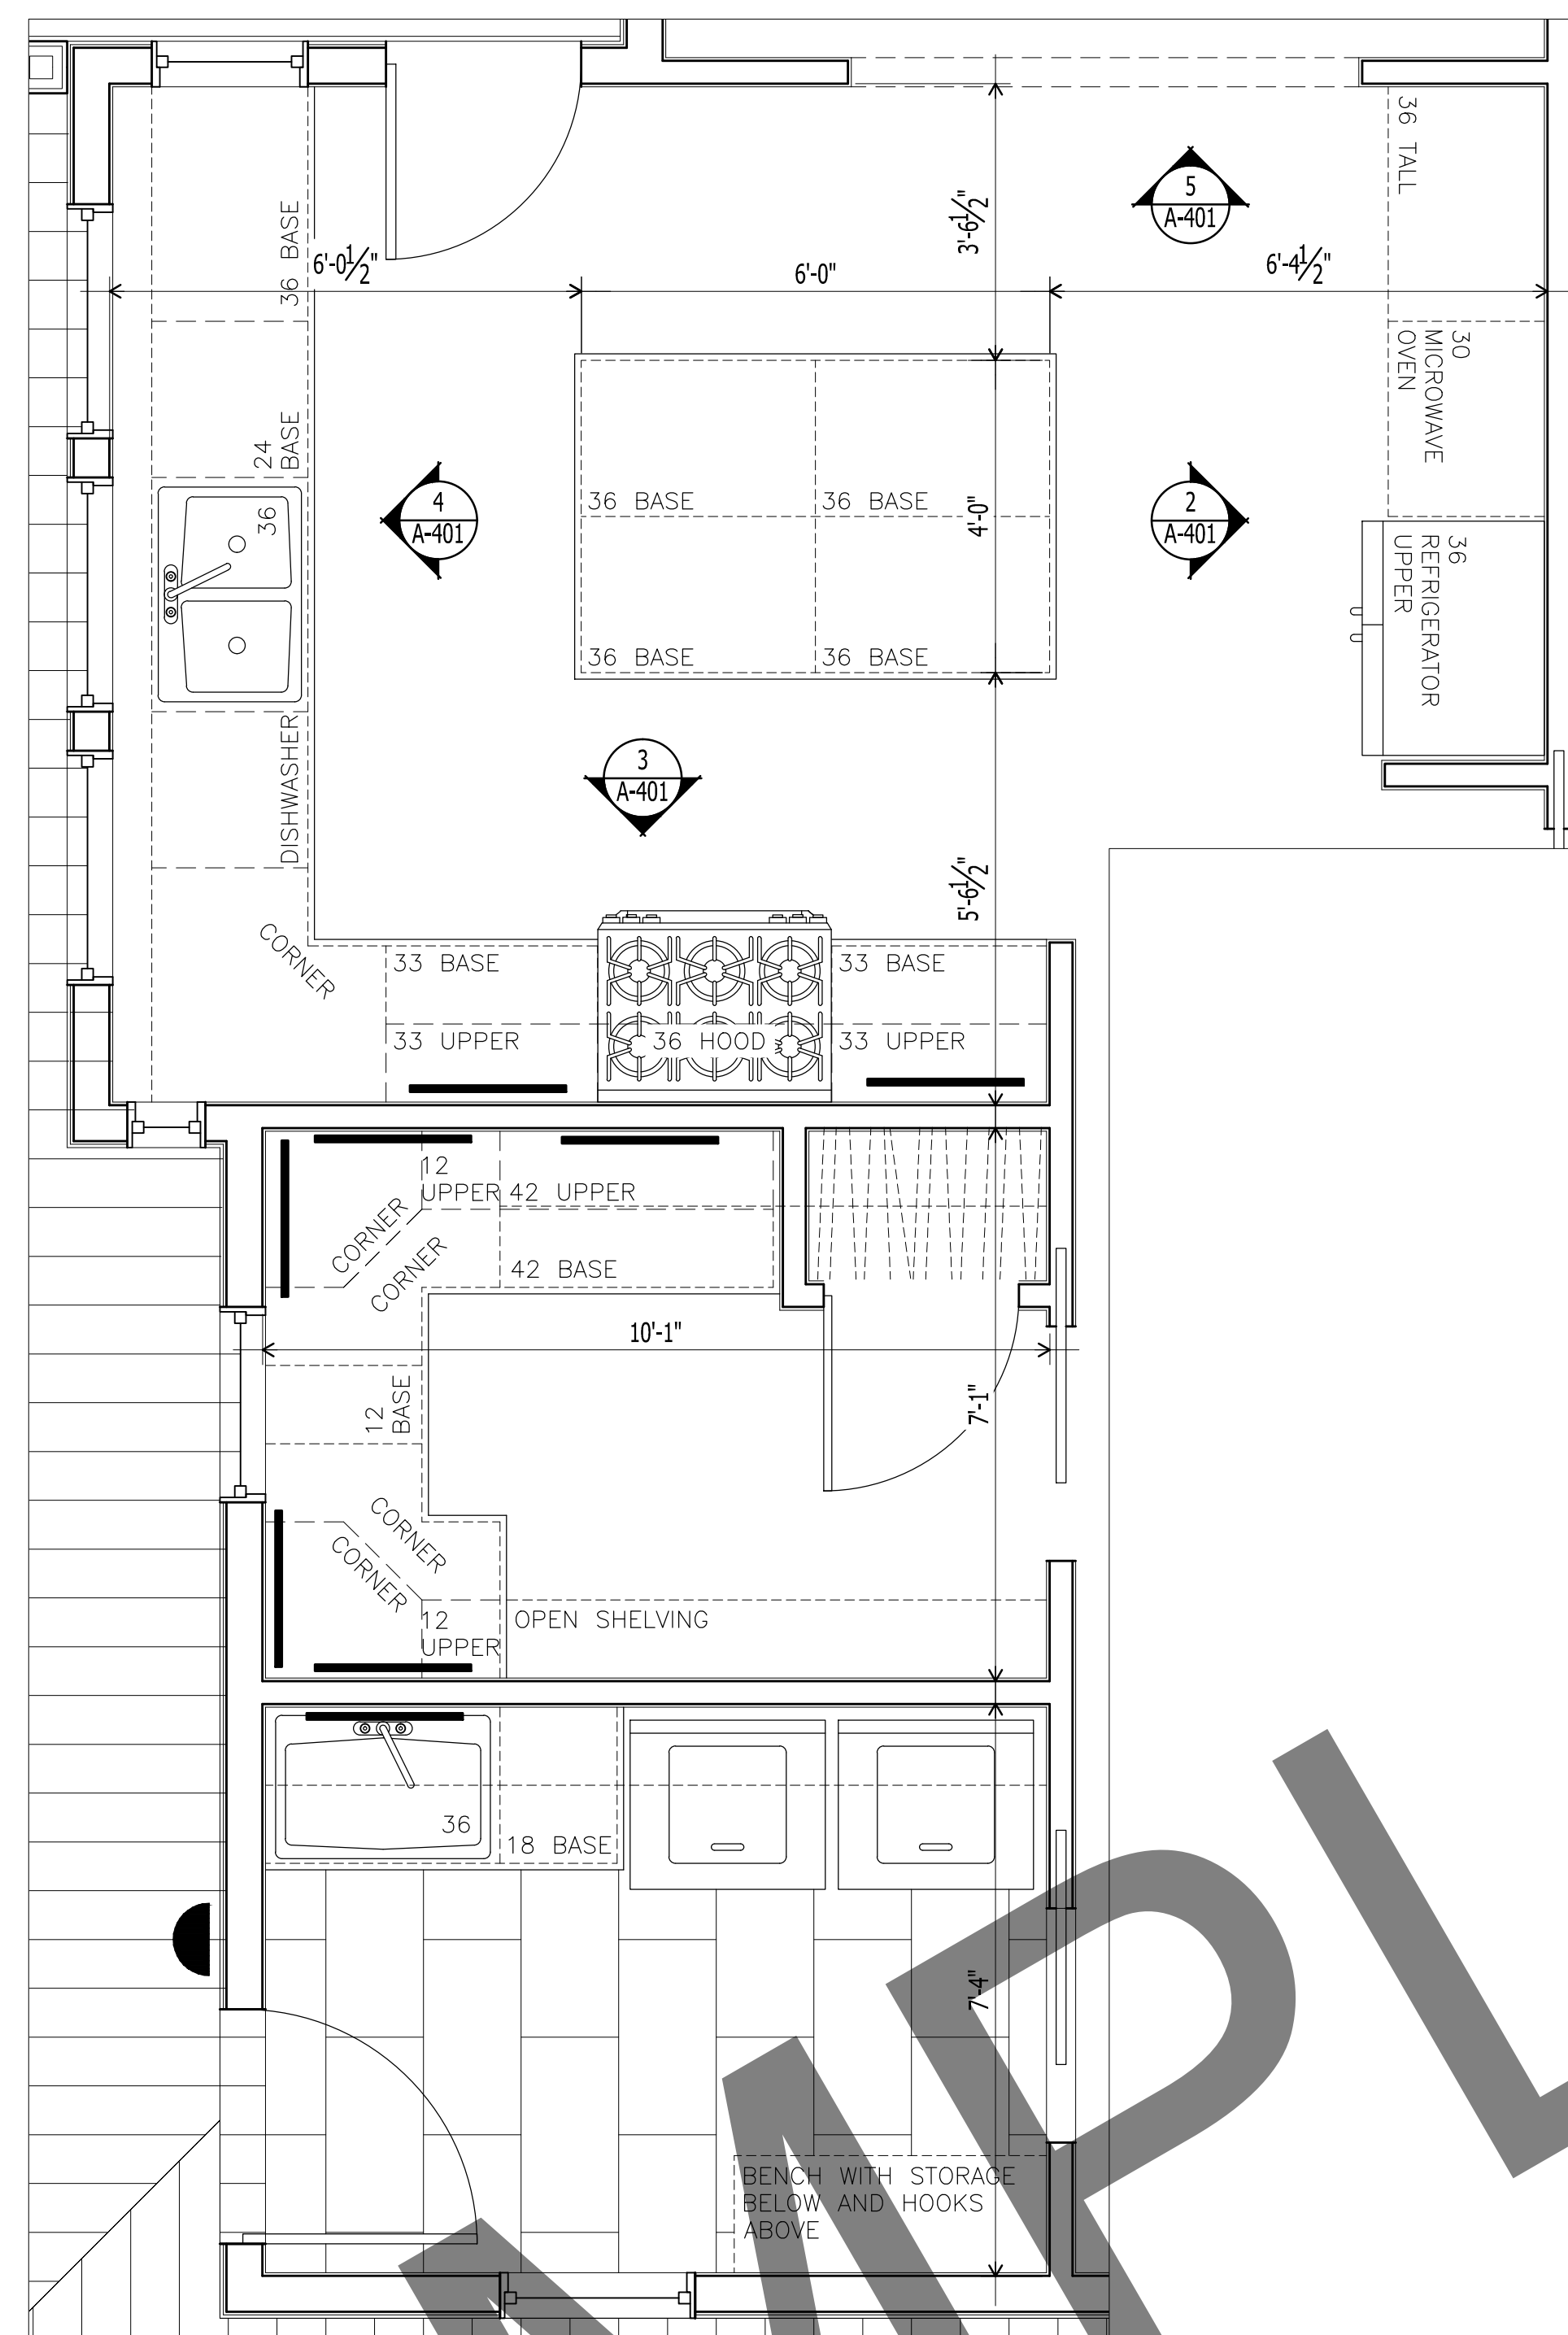 36 TALL
5
A-401
3'-6½"
6'-0½"
6'-0"
6'-4½"
36 BASE
30
MICROWAVE
OVEN
24
BASE
4
A-401
36 BASE
36 BASE
4'-0"
2
A-401
36
36
REFRIGERATOR
UPPER
36 BASE
36 BASE
DISHWASHER
3
A-401
5'-6½"
CORNER
33 BASE
33 BASE
33 UPPER
36 HOOD
33 UPPER
12
UPPER
42 UPPER
CORNER
CORNER
42 BASE
10'-1"
12
BASE
7'-1"
CORNER
CORNER
12
UPPER
OPEN SHELVING
36
18 BASE
7'-4"
BENCH WITH STORAGE
BELOW AND HOOKS
ABOVE
MPL